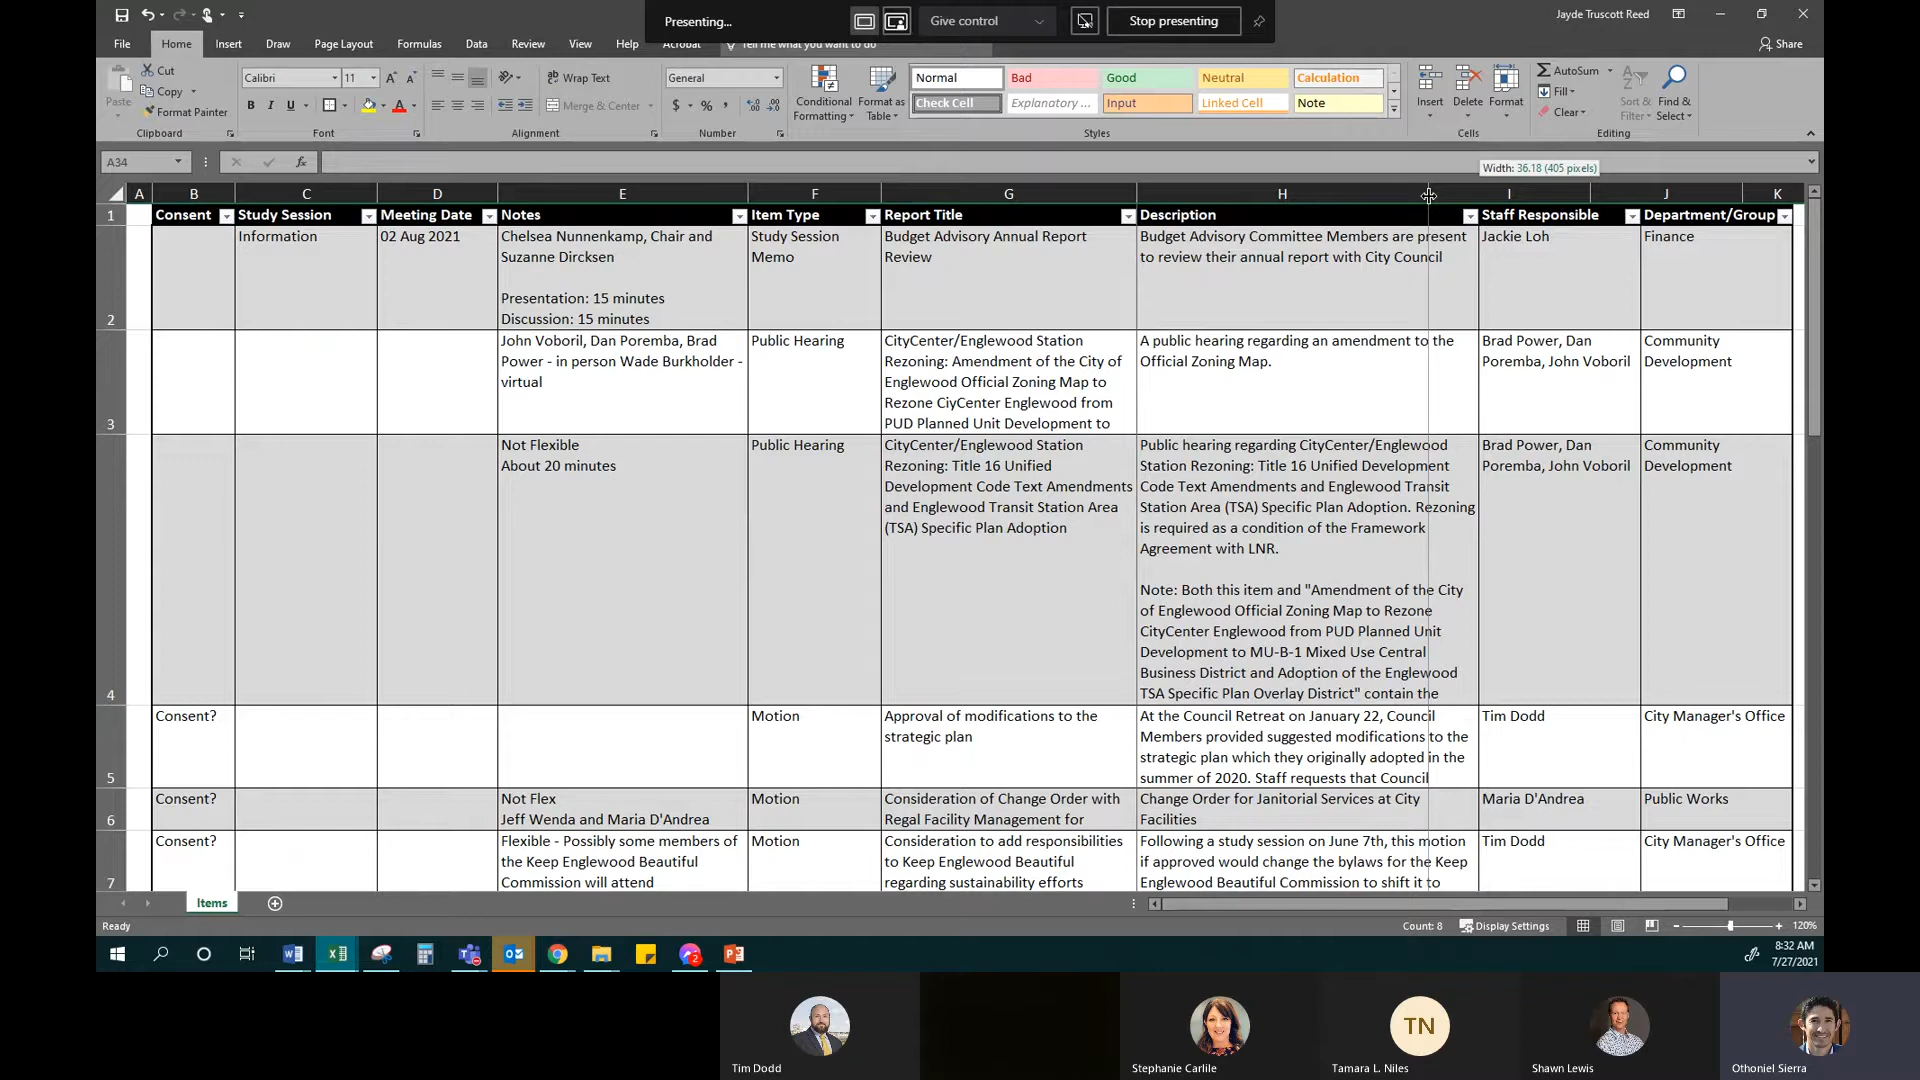 Presenting...
Give control
Stop presenting
Jayde Truscott Reed
File Home Insert Draw Page Layout Formulas Data Review View Help Acrobat Tell me what you want to do
Share
Paste
Cut
Copy
Format Painter
Calibri 11
B I U
Wrap Text
Merge & Center
General
$ % ,
Conditional Formatting
Format as Table
Normal Bad Good Neutral Calculation
Check Cell Explanatory ... Input Linked Cell Note
Insert Delete Format
AutoSum
Fill
Clear
Sort & Filter
Find & Select
Clipboard Font Alignment Number Styles Cells Editing
A34
fx
Width: 36.18 (405 pixels)
A B C D E F G H I J K
1 Consent Study Session Meeting Date Notes Item Type Report Title Description Staff Responsible Department/Group
2
Information
02 Aug 2021
Chelsea Nunnenkamp, Chair and
Suzanne Dircksen
Presentation: 15 minutes
Discussion: 15 minutes
Study Session
Memo
Budget Advisory Annual Report
Review
Budget Advisory Committee Members are present
to review their annual report with City Council
Jackie Loh
Finance
3
John Voboril, Dan Poremba, Brad
Power - in person Wade Burkholder -
virtual
Public Hearing
CityCenter/Englewood Station
Rezoning: Amendment of the City of
Englewood Official Zoning Map to
Rezone CiyCenter Englewood from
PUD Planned Unit Development to
A public hearing regarding an amendment to the
Official Zoning Map.
Brad Power, Dan
Poremba, John Voboril
Community
Development
4
Not Flexible
About 20 minutes
Public Hearing
CityCenter/Englewood Station
Rezoning: Title 16 Unified
Development Code Text Amendments
and Englewood Transit Station Area
(TSA) Specific Plan Adoption
Public hearing regarding CityCenter/Englewood
Station Rezoning: Title 16 Unified Development
Code Text Amendments and Englewood Transit
Station Area (TSA) Specific Plan Adoption. Rezoning
is required as a condition of the Framework
Agreement with LNR.
Note: Both this item and "Amendment of the City
of Englewood Official Zoning Map to Rezone
CityCenter Englewood from PUD Planned Unit
Development to MU-B-1 Mixed Use Central
Business District and Adoption of the Englewood
TSA Specific Plan Overlay District" contain the
Brad Power, Dan
Poremba, John Voboril
Community
Development
5
Consent?
Motion
Approval of modifications to the
strategic plan
At the Council Retreat on January 22, Council
Members provided suggested modifications to the
strategic plan which they originally adopted in the
summer of 2020. Staff requests that Council
Tim Dodd
City Manager's Office
6
Consent?
Not Flex
Jeff Wenda and Maria D'Andrea
Motion
Consideration of Change Order with
Regal Facility Management for
Change Order for Janitorial Services at City
Facilities
Maria D'Andrea
Public Works
7
Consent?
Flexible - Possibly some members of
the Keep Englewood Beautiful
Commission will attend
Motion
Consideration to add responsibilities
to Keep Englewood Beautiful
regarding sustainability efforts
Following a study session on June 7th, this motion
if approved would change the bylaws for the Keep
Englewood Beautiful Commission to shift it to
Tim Dodd
City Manager's Office
Items
Ready
Count: 8
Display Settings
120%
2
8:32 AM
7/27/2021
TN
Tim Dodd
Stephanie Carlile
Tamara L. Niles
Shawn Lewis
Othoniel Sierra